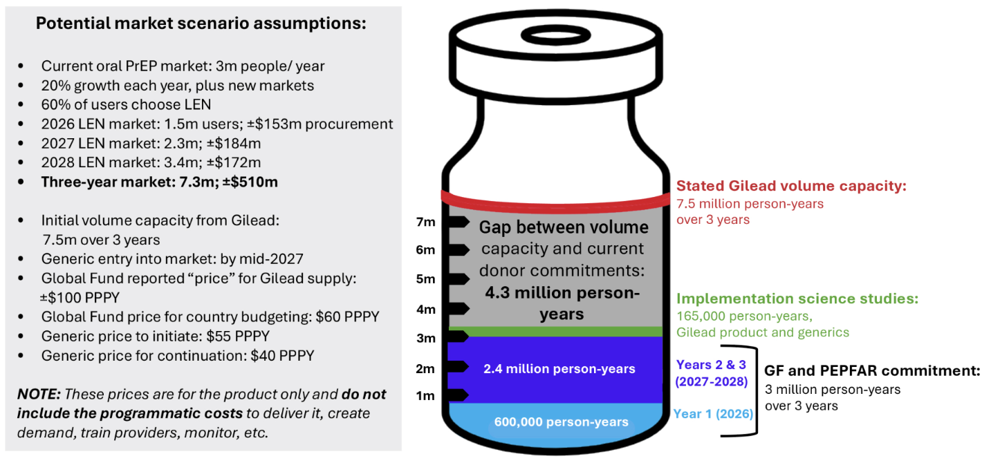 Potential market scenario assumptions:
• Current oral PrEP market: 3m people/ year
• 20% growth each year, plus new markets
• 60% of users choose LEN
• 2026 LEN market: 1.5m users; ±$153m procurement
• 2027 LEN market: 2.3m; ±$184m
• 2028 LEN market: 3.4m; ±$172m
• Three-year market: 7.3m; ±$510m
• Initial volume capacity from Gilead:
7.5m over 3 years
• Generic entry into market: by mid-2027
• Global Fund reported “price” for Gilead supply:
±$100 PPPY
• Global Fund price for country budgeting: $60 PPPY
• Generic price to initiate: $55 PPPY
• Generic price for continuation: $40 PPPY
NOTE: These prices are for the product only and do not
include the programmatic costs to deliver it, create
demand, train providers, monitor, etc.
7m
6m
5m
4m
3m
2m
1m
Gap between volume
capacity and current
donor commitments:
4.3 million person-
years
2.4 million person-years
600,000 person-years
Stated Gilead volume capacity:
7.5 million person-years
over 3 years
Implementation science studies:
165,000 person-years,
Gilead product and generics
Years 2 & 3
(2027-2028)
Year 1 (2026)
GF and PEPFAR commitment:
3 million person-years
over 3 years